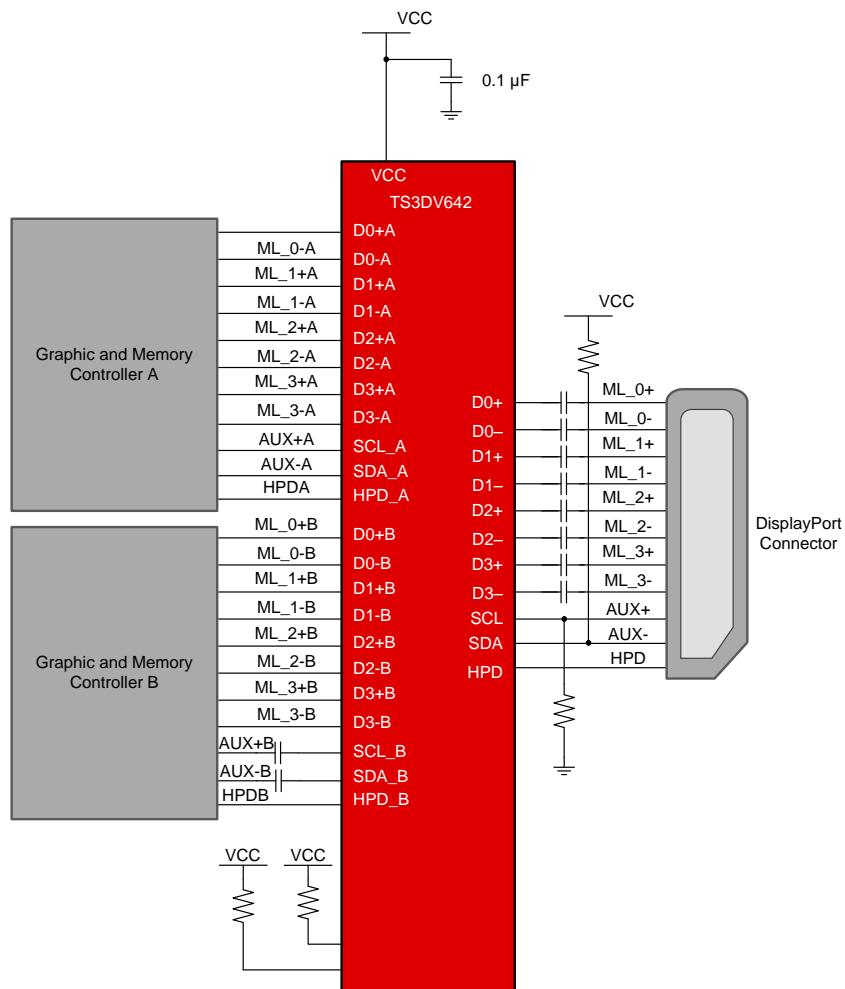 VCC
0.1 µF
VCC
TS3DV642
Graphic and Memory
Controller A
ML_0-A
ML_1+A
ML_1-A
ML_2+A
ML_2-A
ML_3+A
ML_3-A
AUX+A
AUX-A
HPDA
D0+A
D0-A
D1+A
D1-A
D2+A
D2-A
D3+A
D3-A
SCL_A
SDA_A
HPD_A
Graphic and Memory
Controller B
ML_0+B
ML_0-B
ML_1+B
ML_1-B
ML_2+B
ML_2-B
ML_3+B
ML_3-B
AUX+B
AUX-B
HPDB
D0+B
D0-B
D1+B
D1-B
D2+B
D2-B
D3+B
D3-B
SCL_B
SDA_B
HPD_B
VCC
VCC
D0+
D0–
D1+
D1–
D2+
D2–
D3+
D3–
SCL
SDA
HPD
VCC
ML_0+
ML_0-
ML_1+
ML_1-
ML_2+
ML_2-
ML_3+
ML_3-
AUX+
AUX-
HPD
DisplayPort
Connector